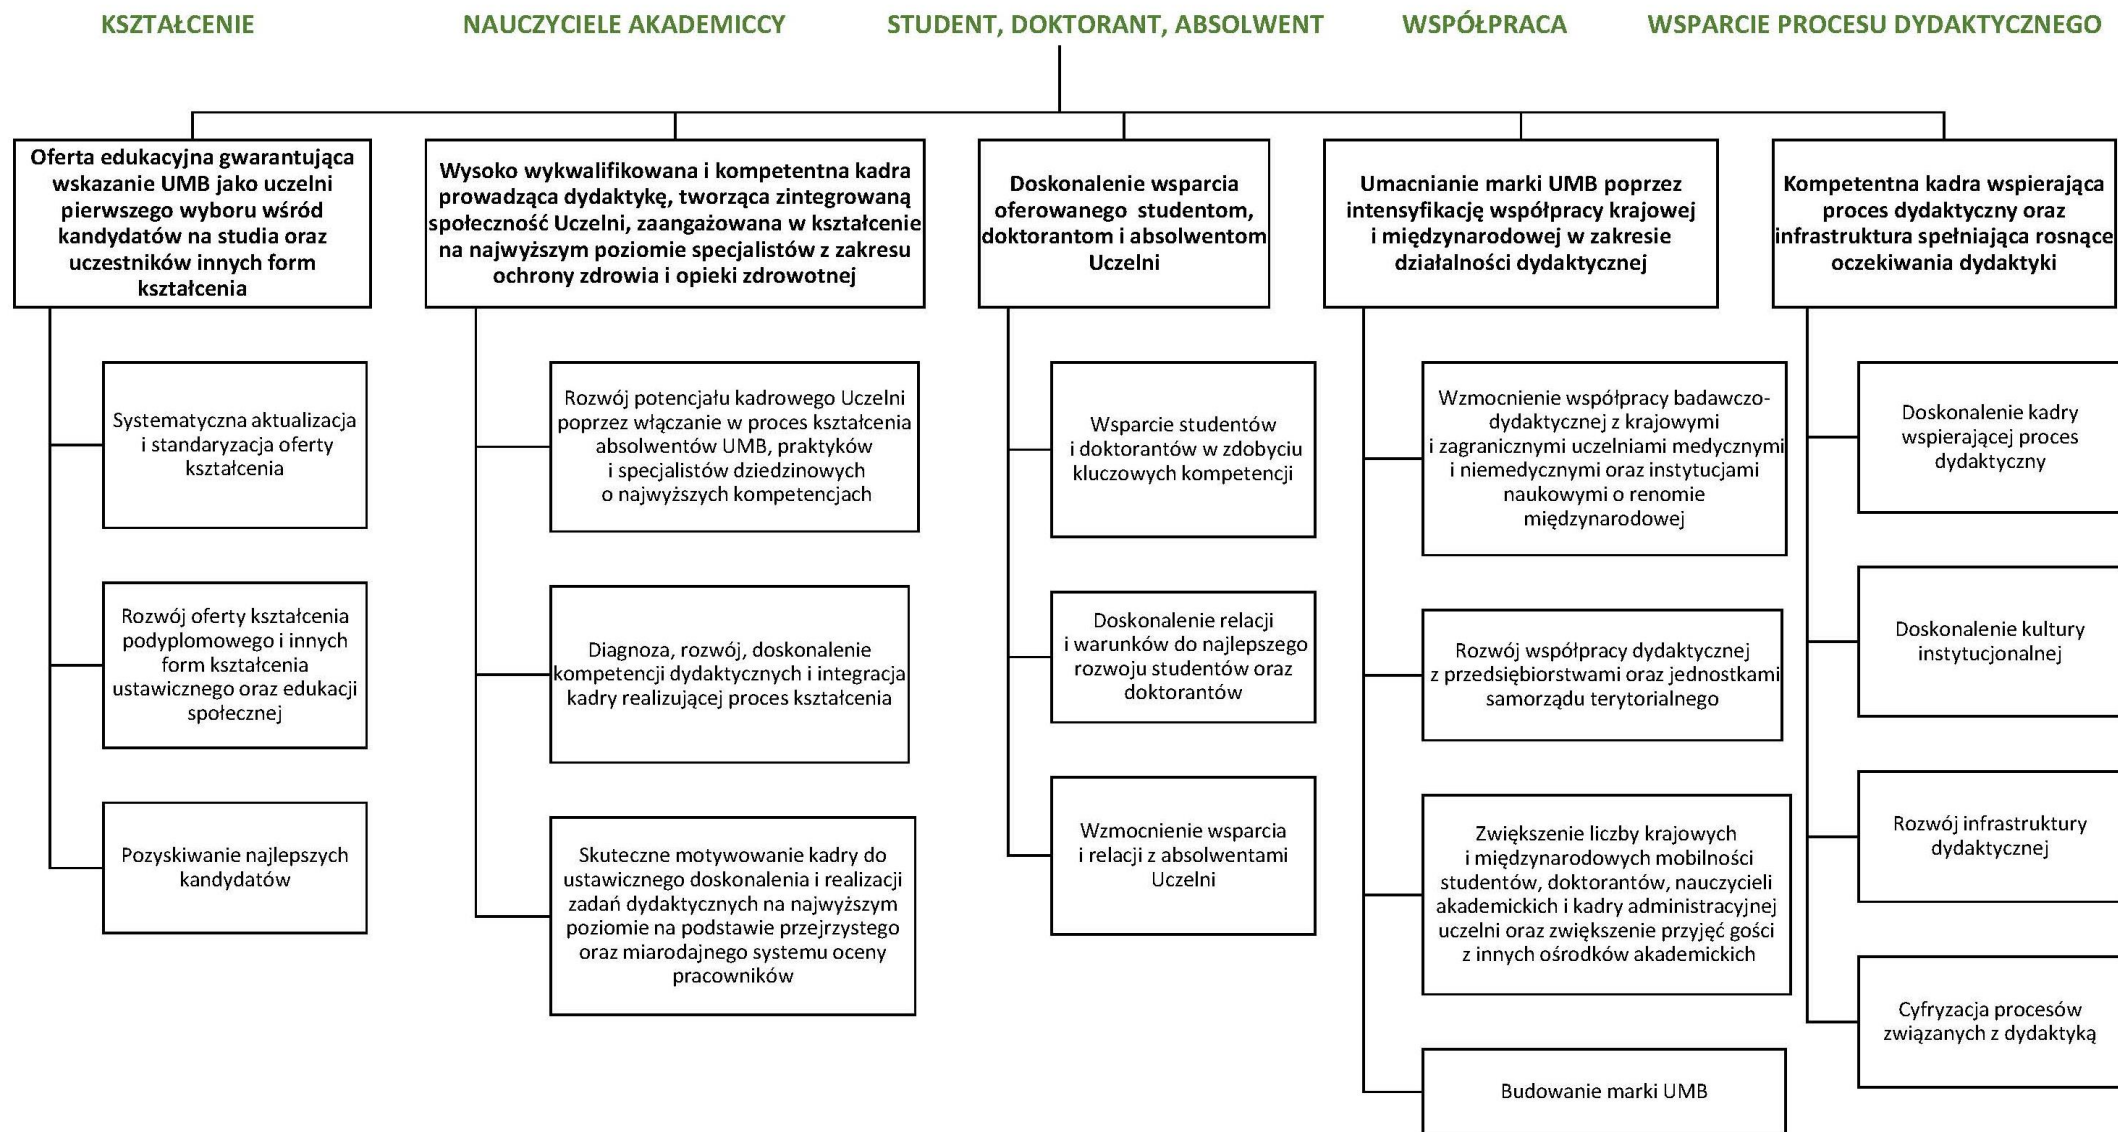 KSZTAŁCENIE
NAUCZYCIELE AKADEMICCY
STUDENT, DOKTORANT, ABSOLWENT
WSPÓŁPRACA
WSPARCIE PROCESU DYDAKTYCZNEGO
Oferta edukacyjna gwarantująca
wskazanie UMB jako uczelni
pierwszego wyboru wśród
kandydatów na studia oraz
uczestników innych form
kształcenia
Systematyczna aktualizacja
i standaryzacja oferty
kształcenia
Rozwój oferty kształcenia
podyplomowego i innych
form kształcenia
ustawicznego oraz edukacji
społecznej
Pozyskiwanie najlepszych
kandydatów
Wysoko wykwalifikowana i kompetentna kadra
prowadząca dydaktykę, tworząca zintegrowaną
społeczność Uczelni, zaangażowana w kształcenie
na najwyższym poziomie specjalistów z zakresu
ochrony zdrowia i opieki zdrowotnej
Rozwój potencjału kadrowego Uczelni
poprzez włączanie w proces kształcenia
absolwentów UMB, praktyków
i specjalistów dziedzinowych
o najwyższych kompetencjach
Diagnoza, rozwój, doskonalenie
kompetencji dydaktycznych i integracja
kadry realizującej proces kształcenia
Skuteczne motywowanie kadry do
ustawicznego doskonalenia i realizacji
zadań dydaktycznych na najwyższym
poziomie na podstawie przejrzystego
oraz miarodajnego systemu oceny
pracowników
Doskonalenie wsparcia
oferowanego studentom,
doktorantom i absolwentom
Uczelni
Wsparcie studentów
i doktorantów w zdobyciu
kluczowych kompetencji
Doskonalenie relacji
i warunków do najlepszego
rozwoju studentów oraz
doktorantów
Wzmocnienie wsparcia
i relacji z absolwentami
Uczelni
Umacnianie marki UMB poprzez
intensyfikację współpracy krajowej
i międzynarodowej w zakresie
działalności dydaktycznej
Wzmocnienie współpracy badawczo-
dydaktycznej z krajowymi
i zagranicznymi uczelniami medycznymi
i niemedycznymi oraz instytucjami
naukowymi o renomie
międzynarodowej
Rozwój współpracy dydaktycznej
z przedsiębiorstwami oraz jednostkami
samorządu terytorialnego
Zwiększenie liczby krajowych
i międzynarodowych mobilności
studentów, doktorantów, nauczycieli
akademickich i kadry administracyjnej
uczelni oraz zwiększenie przyjęć gości
z innych ośrodków akademickich
Budowanie marki UMB
Kompetentna kadra wspierająca
proces dydaktyczny oraz
infrastruktura spełniająca rosnące
oczekiwania dydaktyki
Doskonalenie kadry
wspierającej proces
dydaktyczny
Doskonalenie kultury
instytucjonalnej
Rozwój infrastruktury
dydaktycznej
Cyfryzacja procesów
związanych z dydaktyką